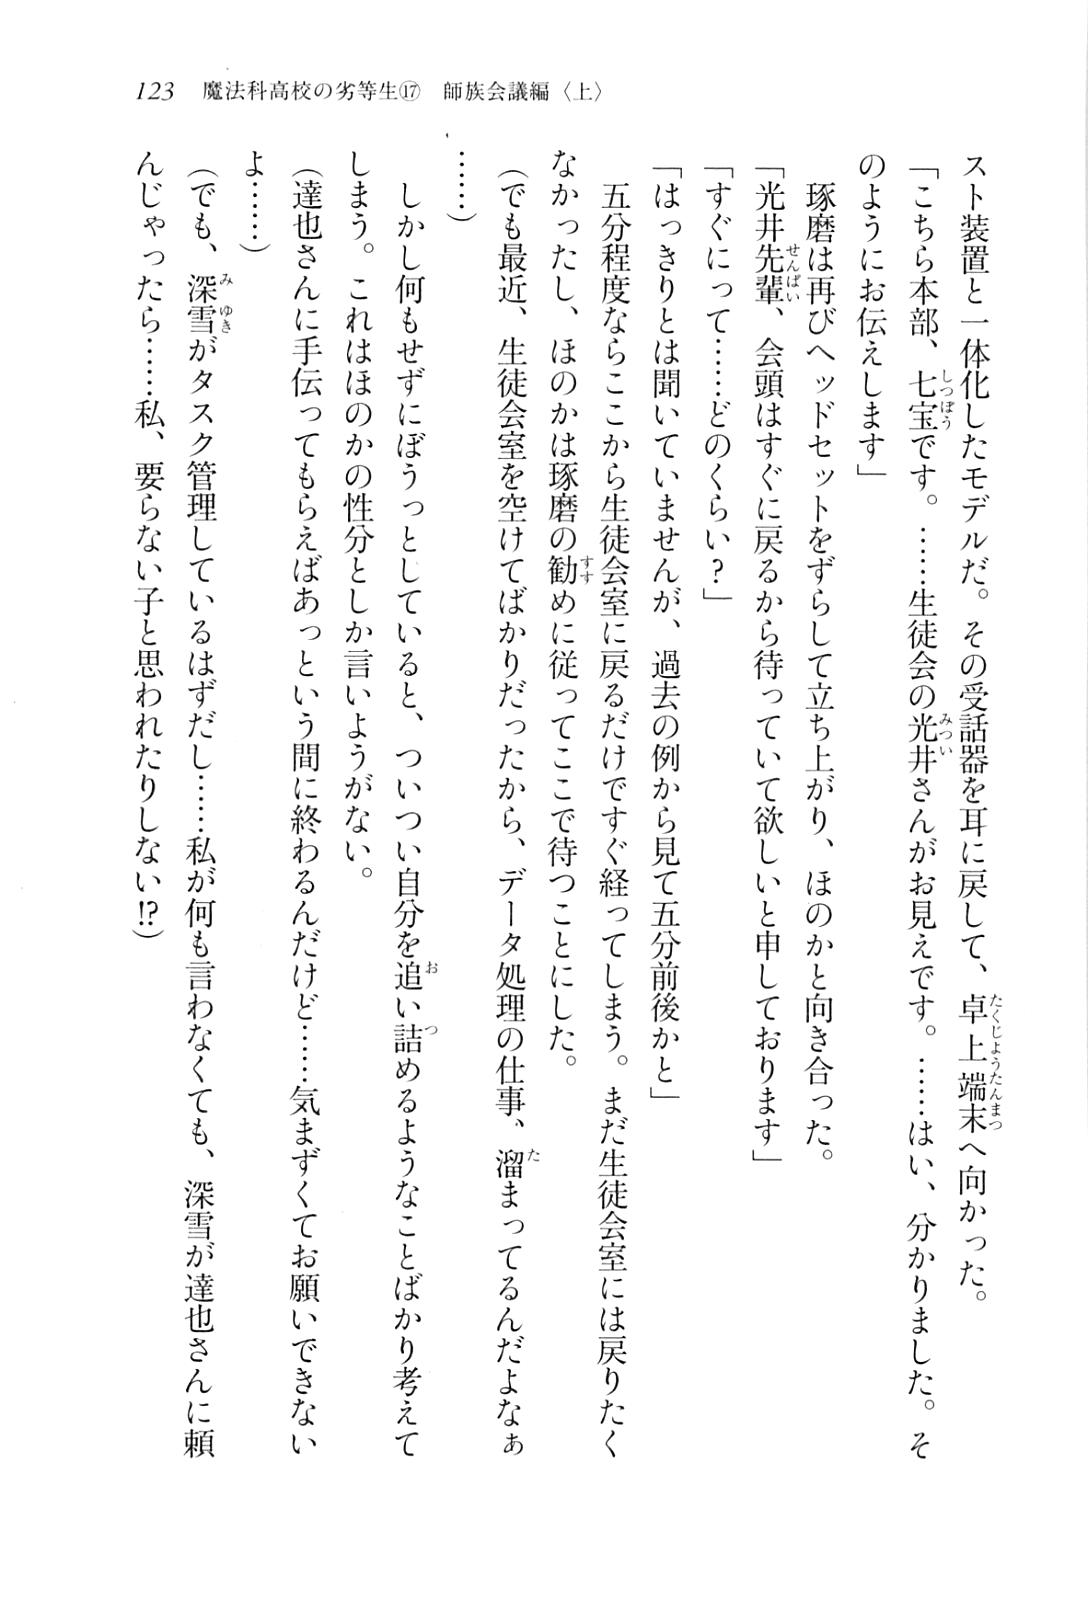 123　魔法科高校の劣等生⑰　師族会議編〈上〉
スト装置と一体化したモデルだ。その受話器を耳に戻して、卓上端末へ向かった。
「こちら本部、七宝です。……生徒会の光井さんがお見えです。……はい、分かりました。そ
のようにお伝えします」
　琢磨は再びヘッドセットをずらして立ち上がり、ほのかと向き合った。
「光井先輩、会頭はすぐに戻るから待っていて欲しいと申しております」
「すぐにって……どのくらい？」
「はっきりとは聞いていませんが、過去の例から見て五分前後かと」
　五分程度ならここから生徒会室に戻るだけですぐ経ってしまう。まだ生徒会室には戻りたく
なかったし、ほのかは琢磨の勧めに従ってここで待つことにした。
（でも最近、生徒会室を空けてばかりだったから、データ処理の仕事、溜まってるんだよなぁ
……）
　しかし何もせずにぼうっとしていると、ついつい自分を追い詰めるようなことばかり考えて
しまう。これはほのかの性分としか言いようがない。
（達也さんに手伝ってもらえばあっという間に終わるんだけど……気まずくてお願いできない
よ……）
（でも、深雪がタスク管理しているはずだし……私が何も言わなくても、深雪が達也さんに頼
んじゃったら……私、要らない子と思われたりしない!?）